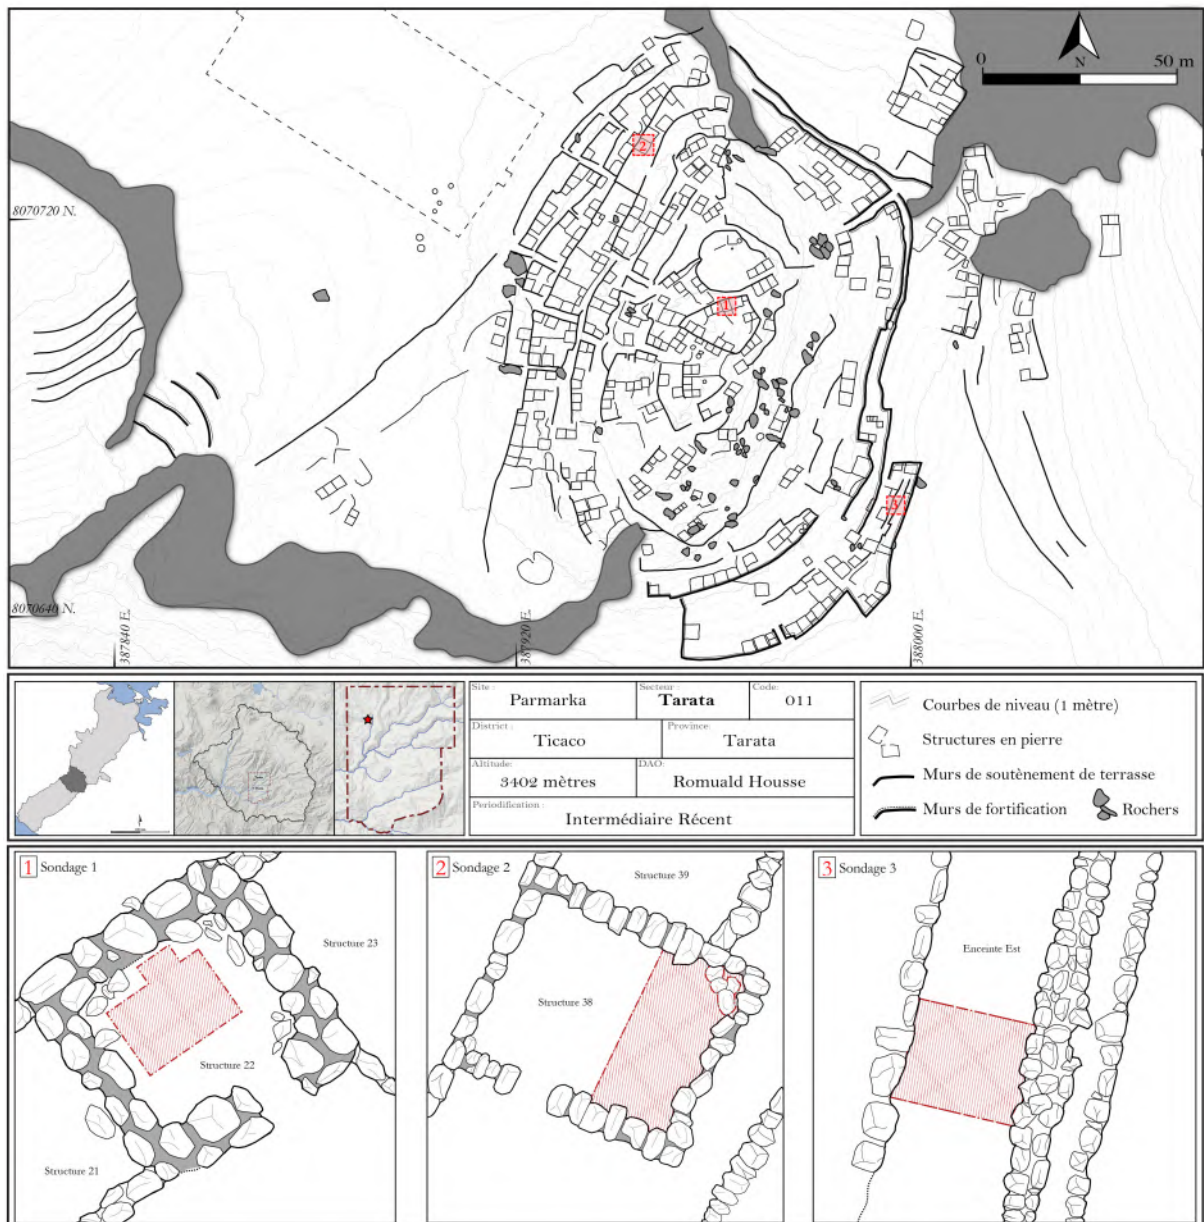 0 50 m
N
2
8070720 N.
1
3
8070640 N.
387840 E.
387920 E.
388000 E.
Site : Parmarka
Secteur : Tarata
Code: 011
District : Ticaco
Province: Tarata
Altitude: 3402 mètres
DAO: Romuald Housse
Periodification : Intermédiaire Récent
Courbes de niveau (1 mètre)
Structures en pierre
Murs de soutènement de terrasse
Murs de fortification
Rochers
1 Sondage 1
Structure 23
Structure 22
Structure 21
2 Sondage 2
Structure 39
Structure 38
3 Sondage 3
Enceinte Est